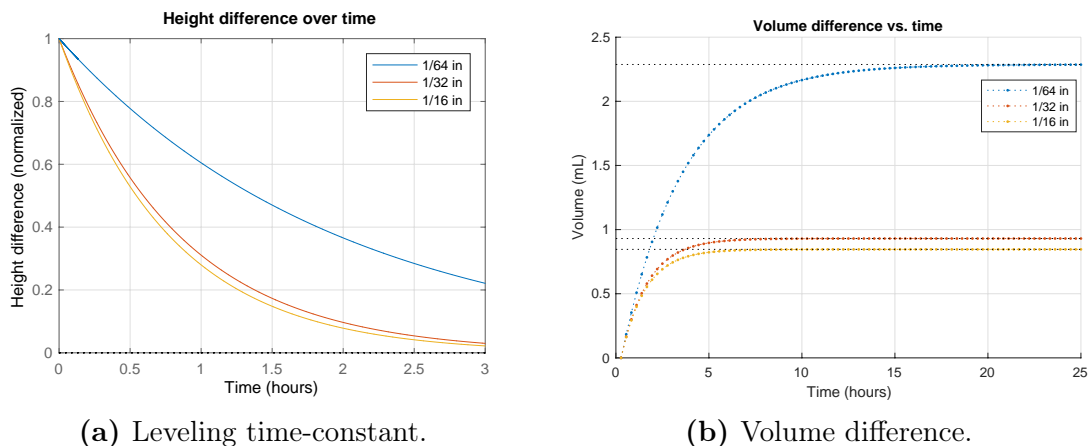 Height difference over time
Height difference (normalized)
1
0.8
0.6
0.4
0.2
0
0
0.5
1
1.5
2
2.5
3
Time (hours)
1/64 in
1/32 in
1/16 in
(a) Leveling time-constant.
Volume difference vs. time
Volume (mL)
2.5
2
1.5
1
0.5
0
0
5
10
15
20
25
Time (hours)
1/64 in
1/32 in
1/16 in
(b) Volume difference.